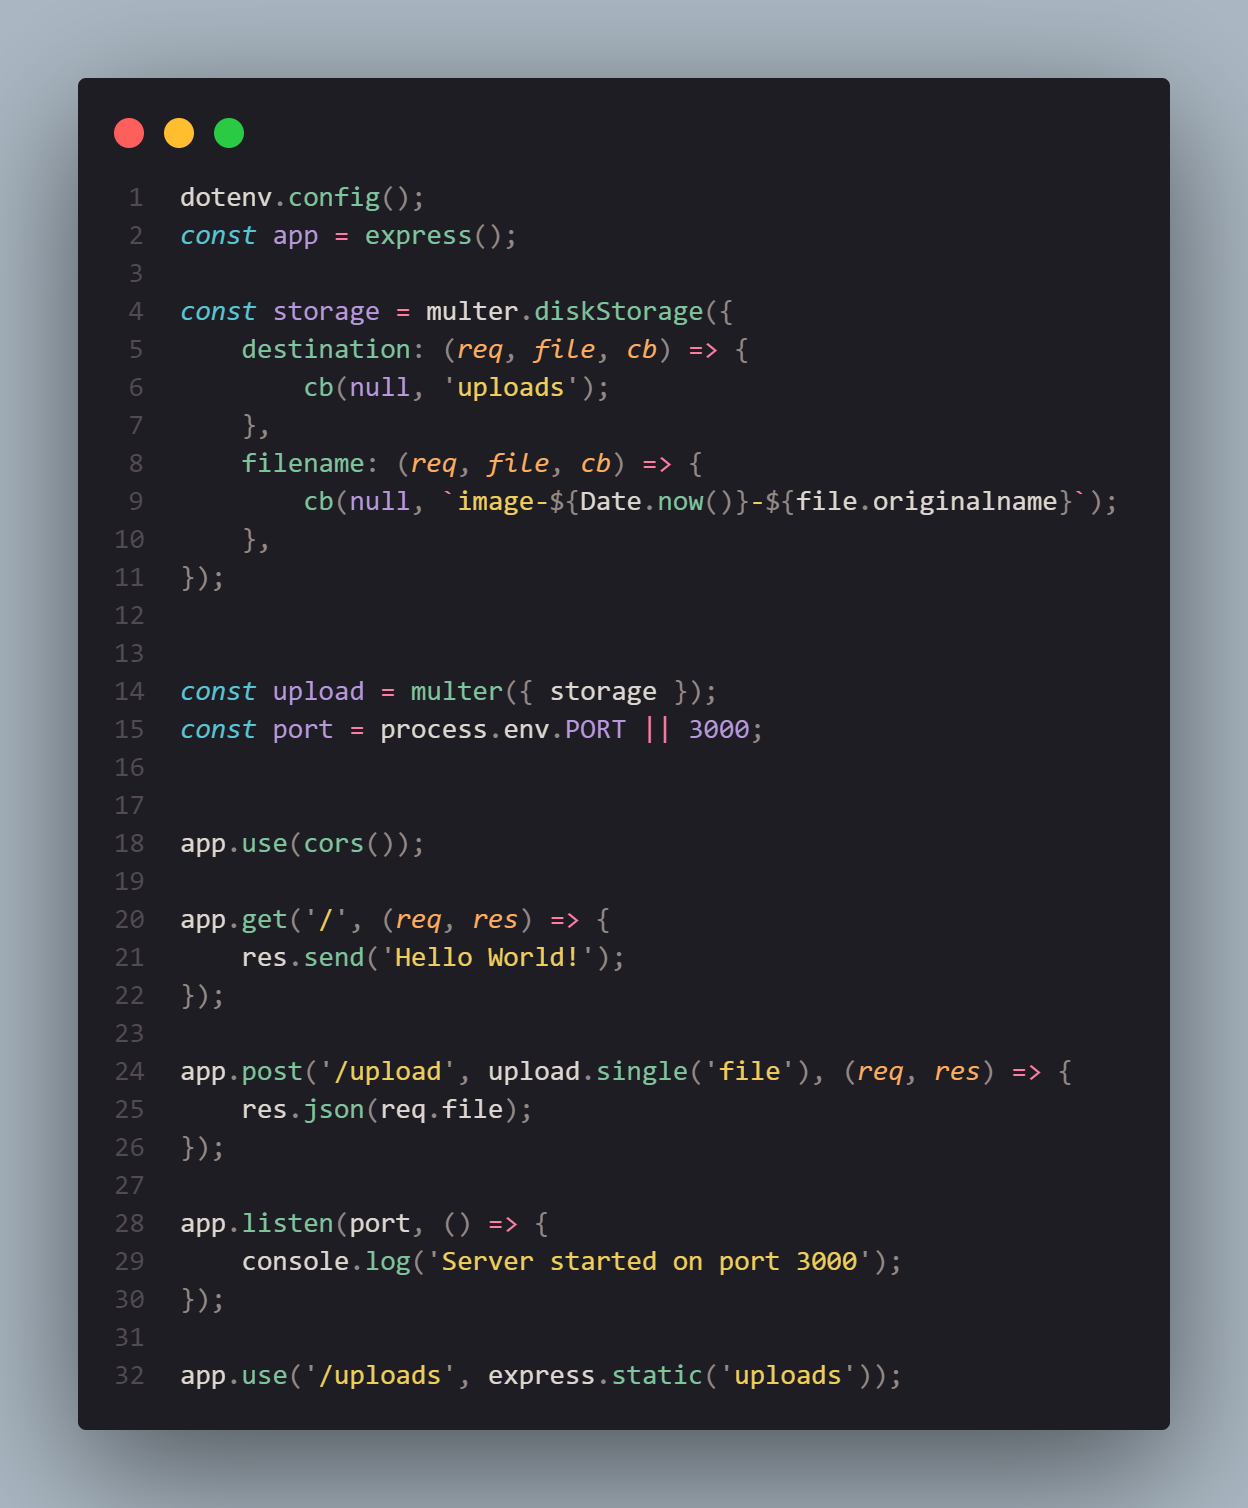 1 dotenv.config();
2 const app = express();
3
4 const storage = multer.diskStorage({
5     destination: (req, file, cb) => {
6         cb(null, 'uploads');
7     },
8     filename: (req, file, cb) => {
9         cb(null, `image-${Date.now()}-${file.originalname}`);
10     },
11 });
12
13
14 const upload = multer({ storage });
15 const port = process.env.PORT || 3000;
16
17
18 app.use(cors());
19
20 app.get('/', (req, res) => {
21     res.send('Hello World!');
22 });
23
24 app.post('/upload', upload.single('file'), (req, res) => {
25     res.json(req.file);
26 });
27
28 app.listen(port, () => {
29     console.log('Server started on port 3000');
30 });
31
32 app.use('/uploads', express.static('uploads'));